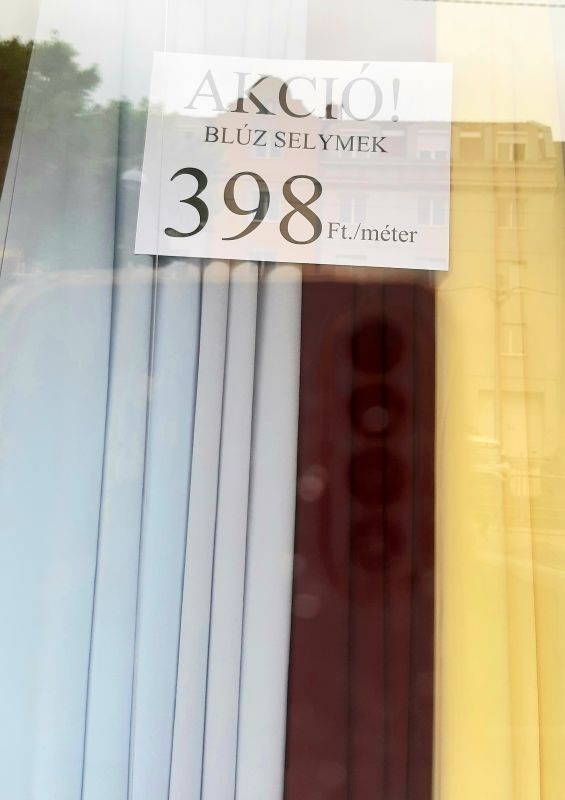 AKCIÓ!
BLÚZ SELYMEK
398 Ft./méter